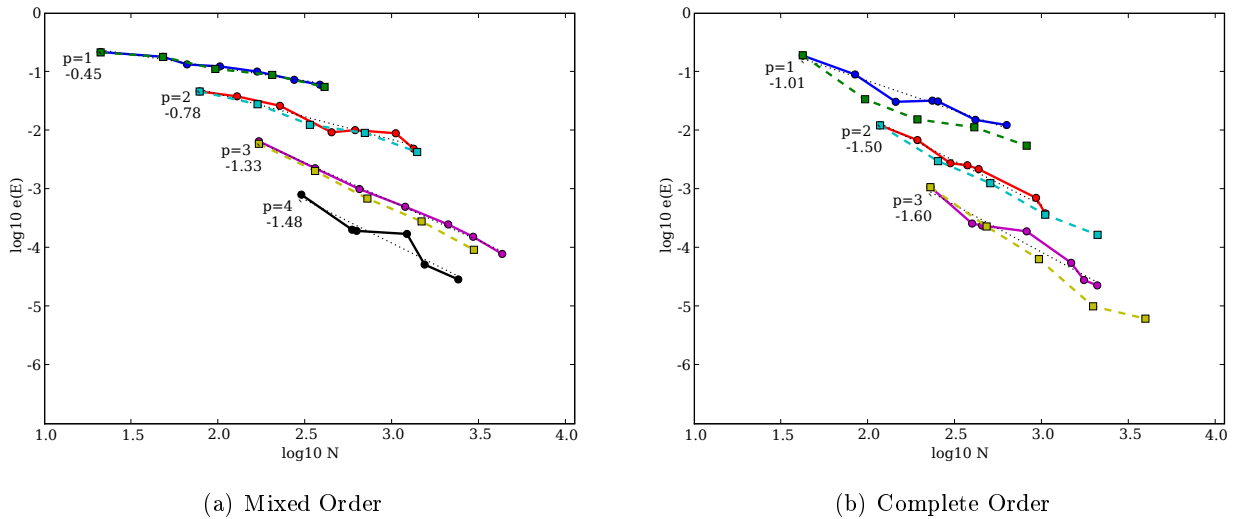 0
-1
-2
-3
-4
-5
-6
1.0
1.5
2.0
2.5
3.0
3.5
4.0
log10 N
log10 e(E)
p=1
-0.45
p=2
-0.78
p=3
-1.33
p=4
-1.48
(a) Mixed Order
0
-1
-2
-3
-4
-5
-6
1.0
1.5
2.0
2.5
3.0
3.5
4.0
log10 N
log10 e(E)
p=1
-1.01
p=2
-1.50
p=3
-1.60
(b) Complete Order